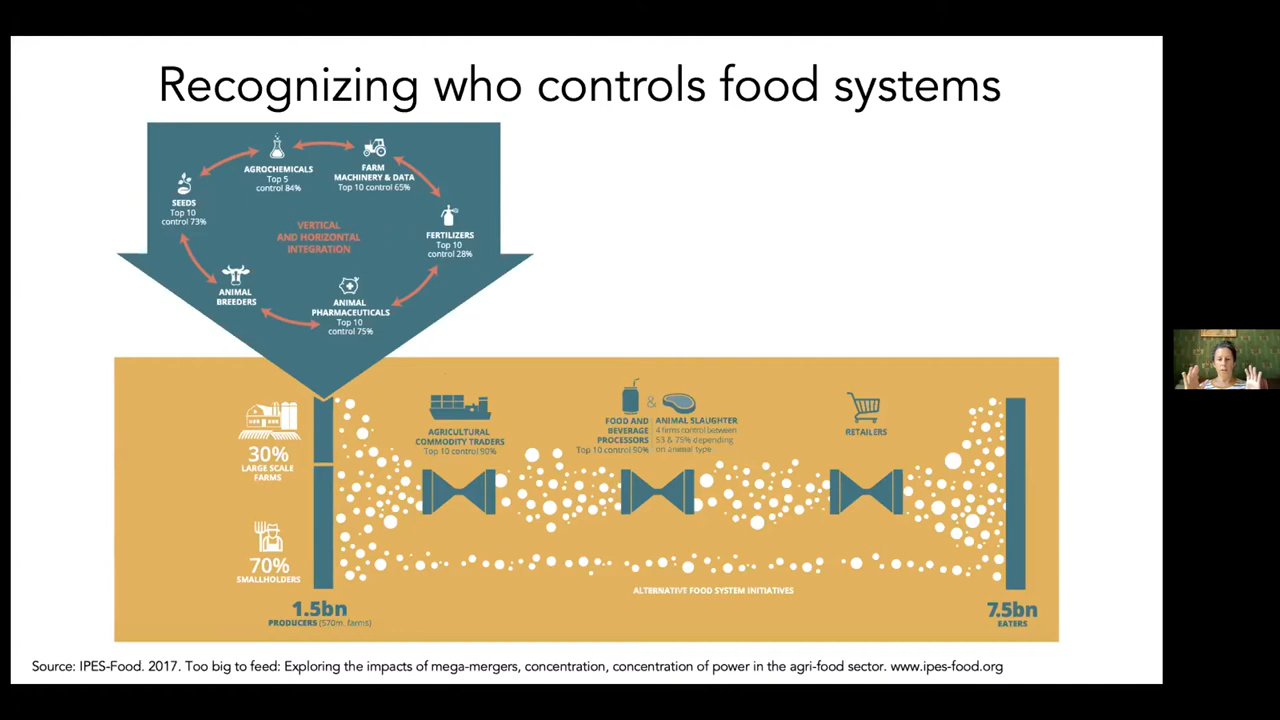 Recognizing who controls food systems
AGROCHEMICALS
Top 5
control 84%
FARM
MACHINERY & DATA
Top 10 control 65%
SEEDS
Top 10
control 73%
VERTICAL
AND HORIZONTAL
INTEGRATION
FERTILIZERS
Top 10
control 28%
ANIMAL
BREEDERS
ANIMAL
PHARMACEUTICALS
Top 10
control 75%
30%
LARGE SCALE
FARMS
70%
SMALLHOLDERS
1.5bn
PRODUCERS (570m. farms)
AGRICULTURAL
COMMODITY TRADERS
Top 10 control 90%
&
FOOD AND
BEVERAGE
PROCESSORS
Top 10 control 90%
ANIMAL SLAUGHTER
4 firms control between
53 & 75% depending
on animal type
RETAILERS
ALTERNATIVE FOOD SYSTEM INITIATIVES
7.5bn
EATERS
Source: IPES-Food. 2017. Too big to feed: Exploring the impacts of mega-mergers, concentration, concentration of power in the agri-food sector. www.ipes-food.org